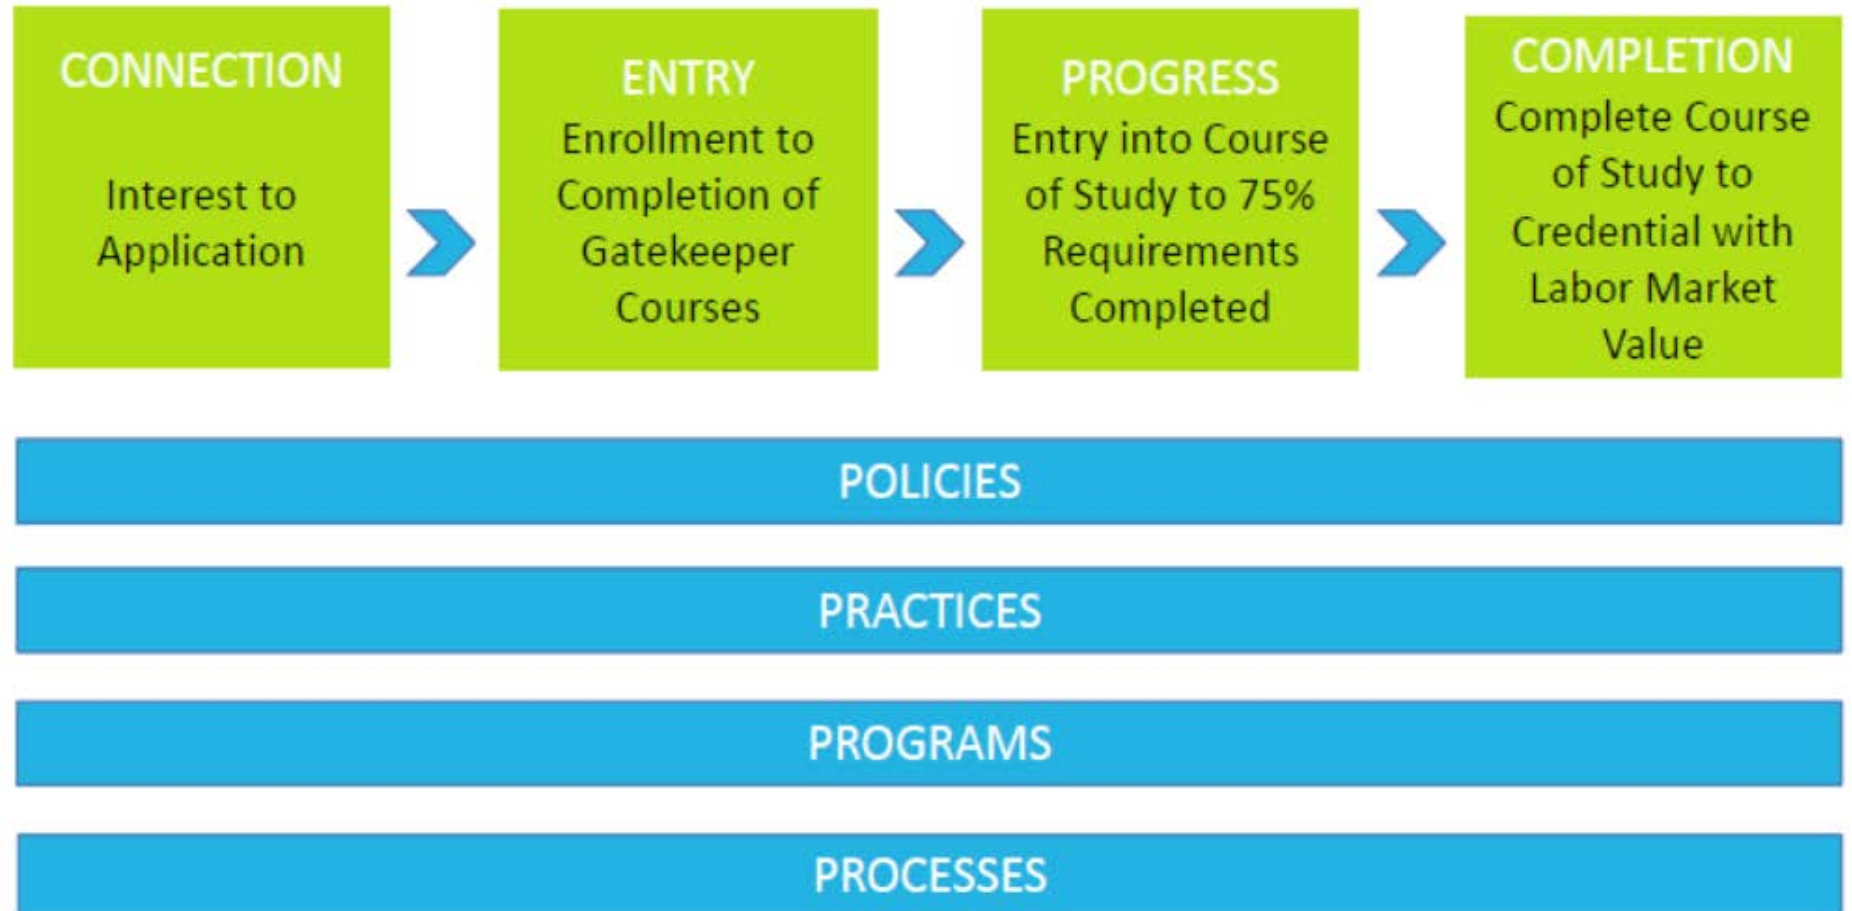 CONNECTION
Interest to
Application
ENTRY
Enrollment to
Completion of
Gatekeeper
Courses
PROGRESS
Entry into Course
of Study to 75%
Requirements
Completed
COMPLETION
Complete Course
of Study to
Credential with
Labor Market
Value
POLICIES
PRACTICES
PROGRAMS
PROCESSES